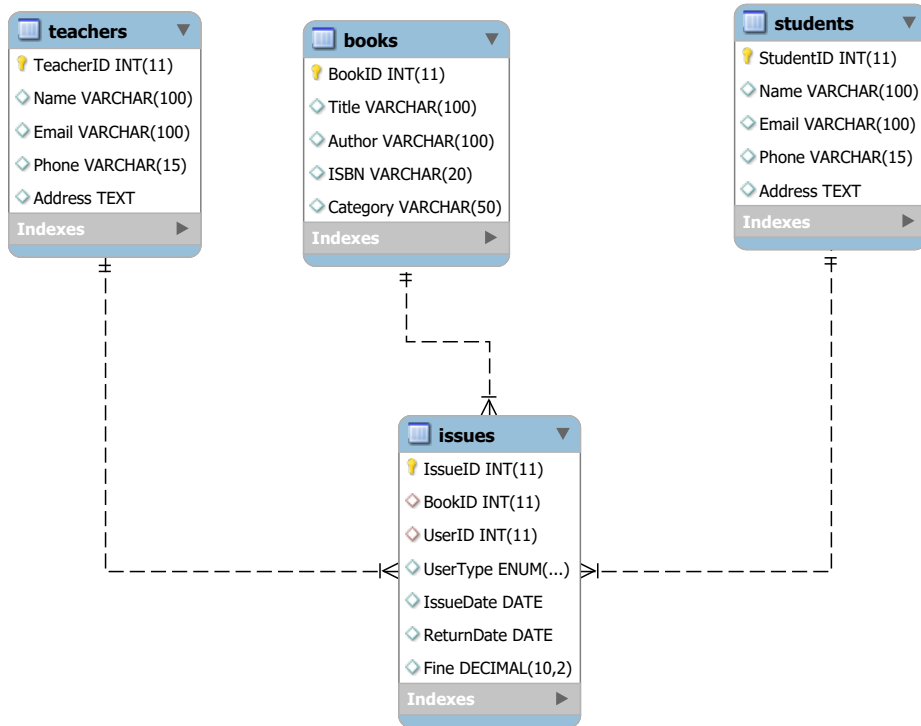 teachers
TeacherID INT(11)
Name VARCHAR(100)
Email VARCHAR(100)
Phone VARCHAR(15)
Address TEXT
Indexes
books
BookID INT(11)
Title VARCHAR(100)
Author VARCHAR(100)
ISBN VARCHAR(20)
Category VARCHAR(50)
Indexes
students
StudentID INT(11)
Name VARCHAR(100)
Email VARCHAR(100)
Phone VARCHAR(15)
Address TEXT
Indexes
issues
IssueID INT(11)
BookID INT(11)
UserID INT(11)
UserType ENUM(...)
IssueDate DATE
ReturnDate DATE
Fine DECIMAL(10,2)
Indexes